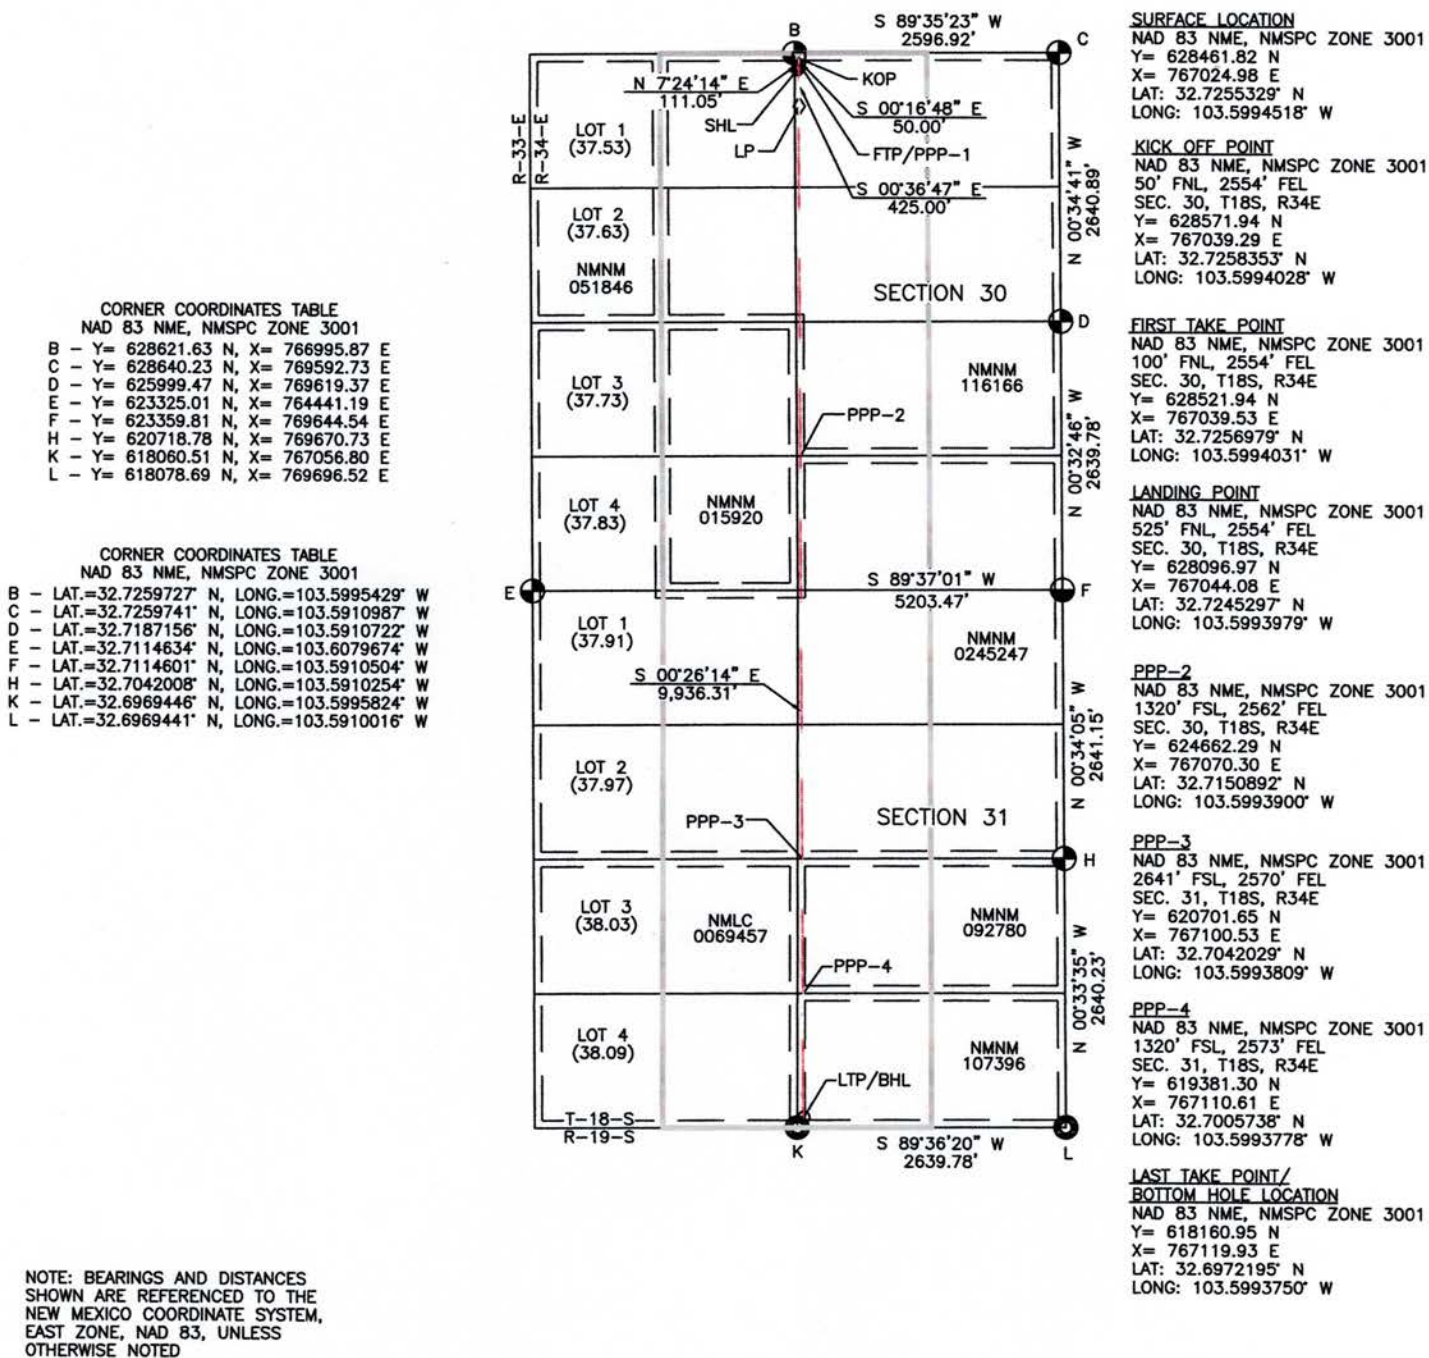 CORNER COORDINATES TABLE
NAD 83 NME, NMSPC ZONE 3001
B – Y= 628621.63 N, X= 766995.87 E
C – Y= 628640.23 N, X= 769592.73 E
D – Y= 625999.47 N, X= 769619.37 E
E – Y= 623325.01 N, X= 764441.19 E
F – Y= 623359.81 N, X= 769644.54 E
H – Y= 620718.78 N, X= 769670.73 E
K – Y= 618060.51 N, X= 767056.80 E
L – Y= 618078.69 N, X= 769696.52 E
CORNER COORDINATES TABLE
NAD 83 NME, NMSPC ZONE 3001
B – LAT.=32.7259727° N, LONG.=103.5995429° W
C – LAT.=32.7259741° N, LONG.=103.5910987° W
D – LAT.=32.7187156° N, LONG.=103.5910722° W
E – LAT.=32.7114634° N, LONG.=103.6079674° W
F – LAT.=32.7114601° N, LONG.=103.5910504° W
H – LAT.=32.7042008° N, LONG.=103.5910254° W
K – LAT.=32.6969446° N, LONG.=103.5995824° W
L – LAT.=32.6969441° N, LONG.=103.5910016° W
NOTE: BEARINGS AND DISTANCES
SHOWN ARE REFERENCED TO THE
NEW MEXICO COORDINATE SYSTEM,
EAST ZONE, NAD 83, UNLESS
OTHERWISE NOTED
B
S 89°35'23" W
2596.92'
C
KOP
N 7°24'14" E
111.05'
S 00°16'48" E
50.00'
SHL
LP
FTP/PPP-1
R-33-E
R-34-E
LOT 1
(37.53)
S 00°36'47" E
425.00'
N 00°34'41" W
2640.89'
LOT 2
(37.63)
NMNM
051846
SECTION 30
D
LOT 3
(37.73)
NMNM
116166
PPP-2
N 00°32'46" W
2639.78'
LOT 4
(37.83)
NMNM
015920
E
S 89°37'01" W
5203.47'
F
LOT 1
(37.91)
NMNM
0245247
S 00°26'14" E
9,936.31'
N 00°34'05" W
2641.15'
LOT 2
(37.97)
PPP-3
SECTION 31
H
LOT 3
(38.03)
NMLC
0069457
NMNM
092780
PPP-4
N 00°33'35" W
2640.23'
LOT 4
(38.09)
NMNM
107396
LTP/BHL
T-18-S
R-19-S
K
S 89°36'20" W
2639.78'
L
SURFACE LOCATION
NAD 83 NME, NMSPC ZONE 3001
Y= 628461.82 N
X= 767024.98 E
LAT: 32.7255329° N
LONG: 103.5994518° W
KICK OFF POINT
NAD 83 NME, NMSPC ZONE 3001
50' FNL, 2554' FEL
SEC. 30, T18S, R34E
Y= 628571.94 N
X= 767039.29 E
LAT: 32.7258353° N
LONG: 103.5994028° W
FIRST TAKE POINT
NAD 83 NME, NMSPC ZONE 3001
100' FNL, 2554' FEL
SEC. 30, T18S, R34E
Y= 628521.94 N
X= 767039.53 E
LAT: 32.7256979° N
LONG: 103.5994031° W
LANDING POINT
NAD 83 NME, NMSPC ZONE 3001
525' FNL, 2554' FEL
SEC. 30, T18S, R34E
Y= 628096.97 N
X= 767044.08 E
LAT: 32.7245297° N
LONG: 103.5993979° W
PPP-2
NAD 83 NME, NMSPC ZONE 3001
1320' FSL, 2562' FEL
SEC. 30, T18S, R34E
Y= 624662.29 N
X= 767070.30 E
LAT: 32.7150892° N
LONG: 103.5993900° W
PPP-3
NAD 83 NME, NMSPC ZONE 3001
2641' FSL, 2570' FEL
SEC. 31, T18S, R34E
Y= 620701.65 N
X= 767100.53 E
LAT: 32.7042029° N
LONG: 103.5993809° W
PPP-4
NAD 83 NME, NMSPC ZONE 3001
1320' FSL, 2573' FEL
SEC. 31, T18S, R34E
Y= 619381.30 N
X= 767110.61 E
LAT: 32.7005738° N
LONG: 103.5993778° W
LAST TAKE POINT/
BOTTOM HOLE LOCATION
NAD 83 NME, NMSPC ZONE 3001
Y= 618160.95 N
X= 767119.93 E
LAT: 32.6972195° N
LONG: 103.5993750° W